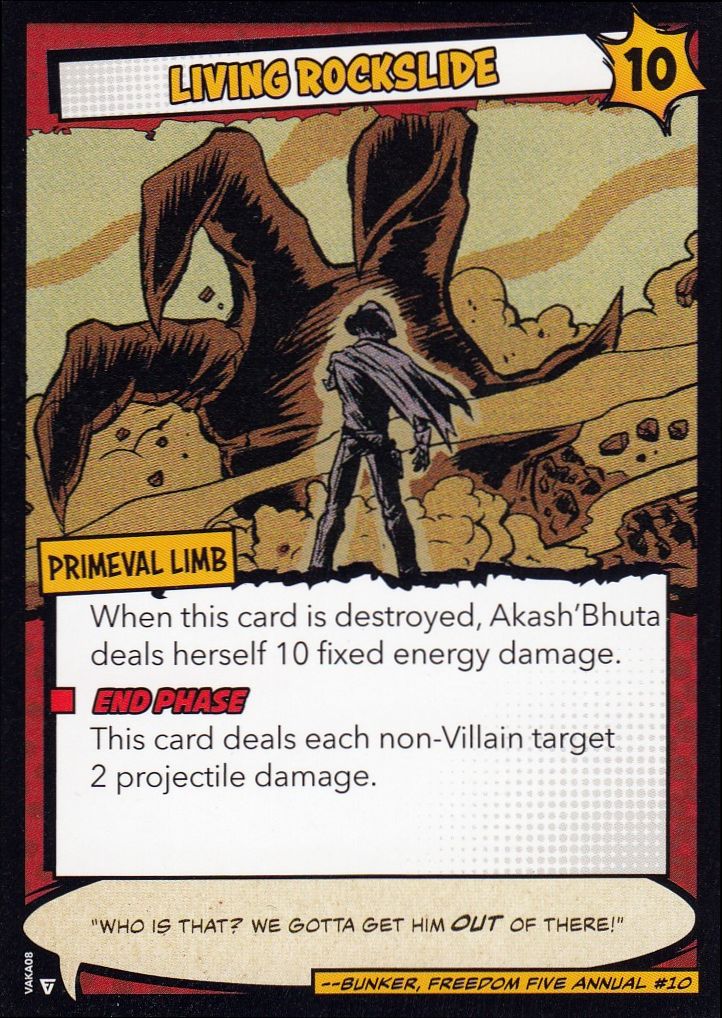 LIVING ROCKSLIDE
10
PRIMEVAL LIMB
When this card is destroyed, Akash'Bhuta
deals herself 10 fixed energy damage.
END PHASE
This card deals each non-Villain target
2 projectile damage.
"WHO IS THAT? WE GOTTA GET HIM OUT OF THERE!"
--BUNKER, FREEDOM FIVE ANNUAL #10
VAKA08